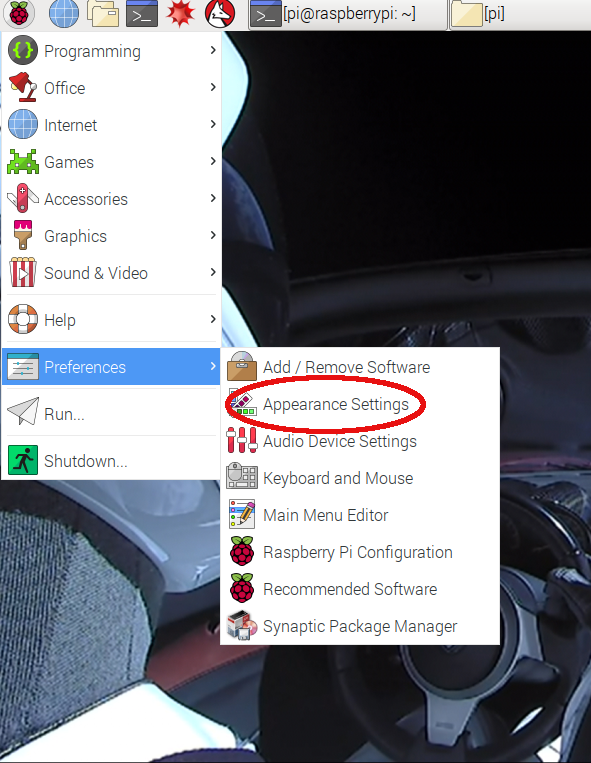 [pi@raspberrypi: ~]
[pi]
Programming
Office
Internet
Games
Accessories
Graphics
Sound & Video
Help
Preferences
Run...
Shutdown...
Add / Remove Software
Appearance Settings
Audio Device Settings
Keyboard and Mouse
Main Menu Editor
Raspberry Pi Configuration
Recommended Software
Synaptic Package Manager